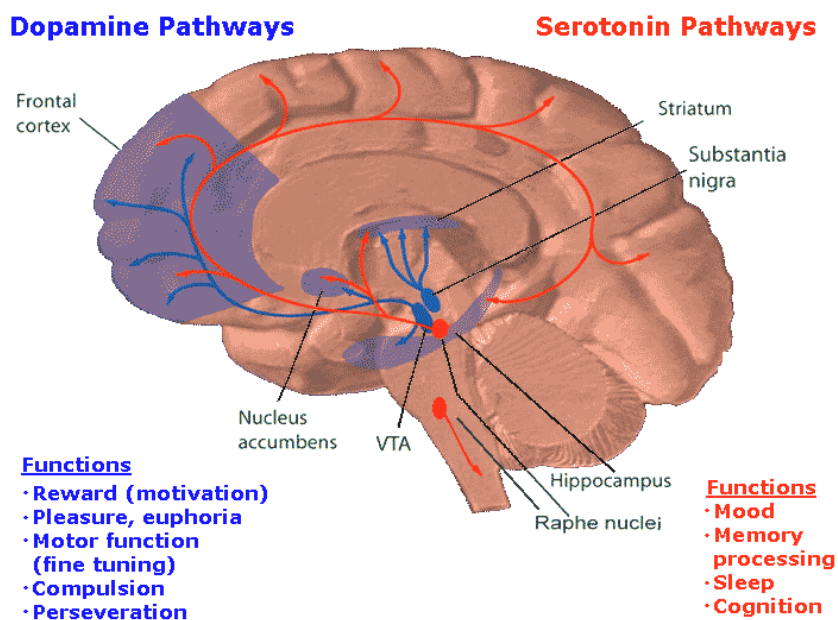 Dopamine Pathways
Serotonin Pathways
Frontal
cortex
Striatum
Substantia
nigra
Nucleus
accumbens
VTA
Hippocampus
Raphe nuclei
Functions
·Reward (motivation)
·Pleasure, euphoria
·Motor function
(fine tuning)
·Compulsion
·Perseveration
Functions
·Mood
·Memory
processing
·Sleep
·Cognition